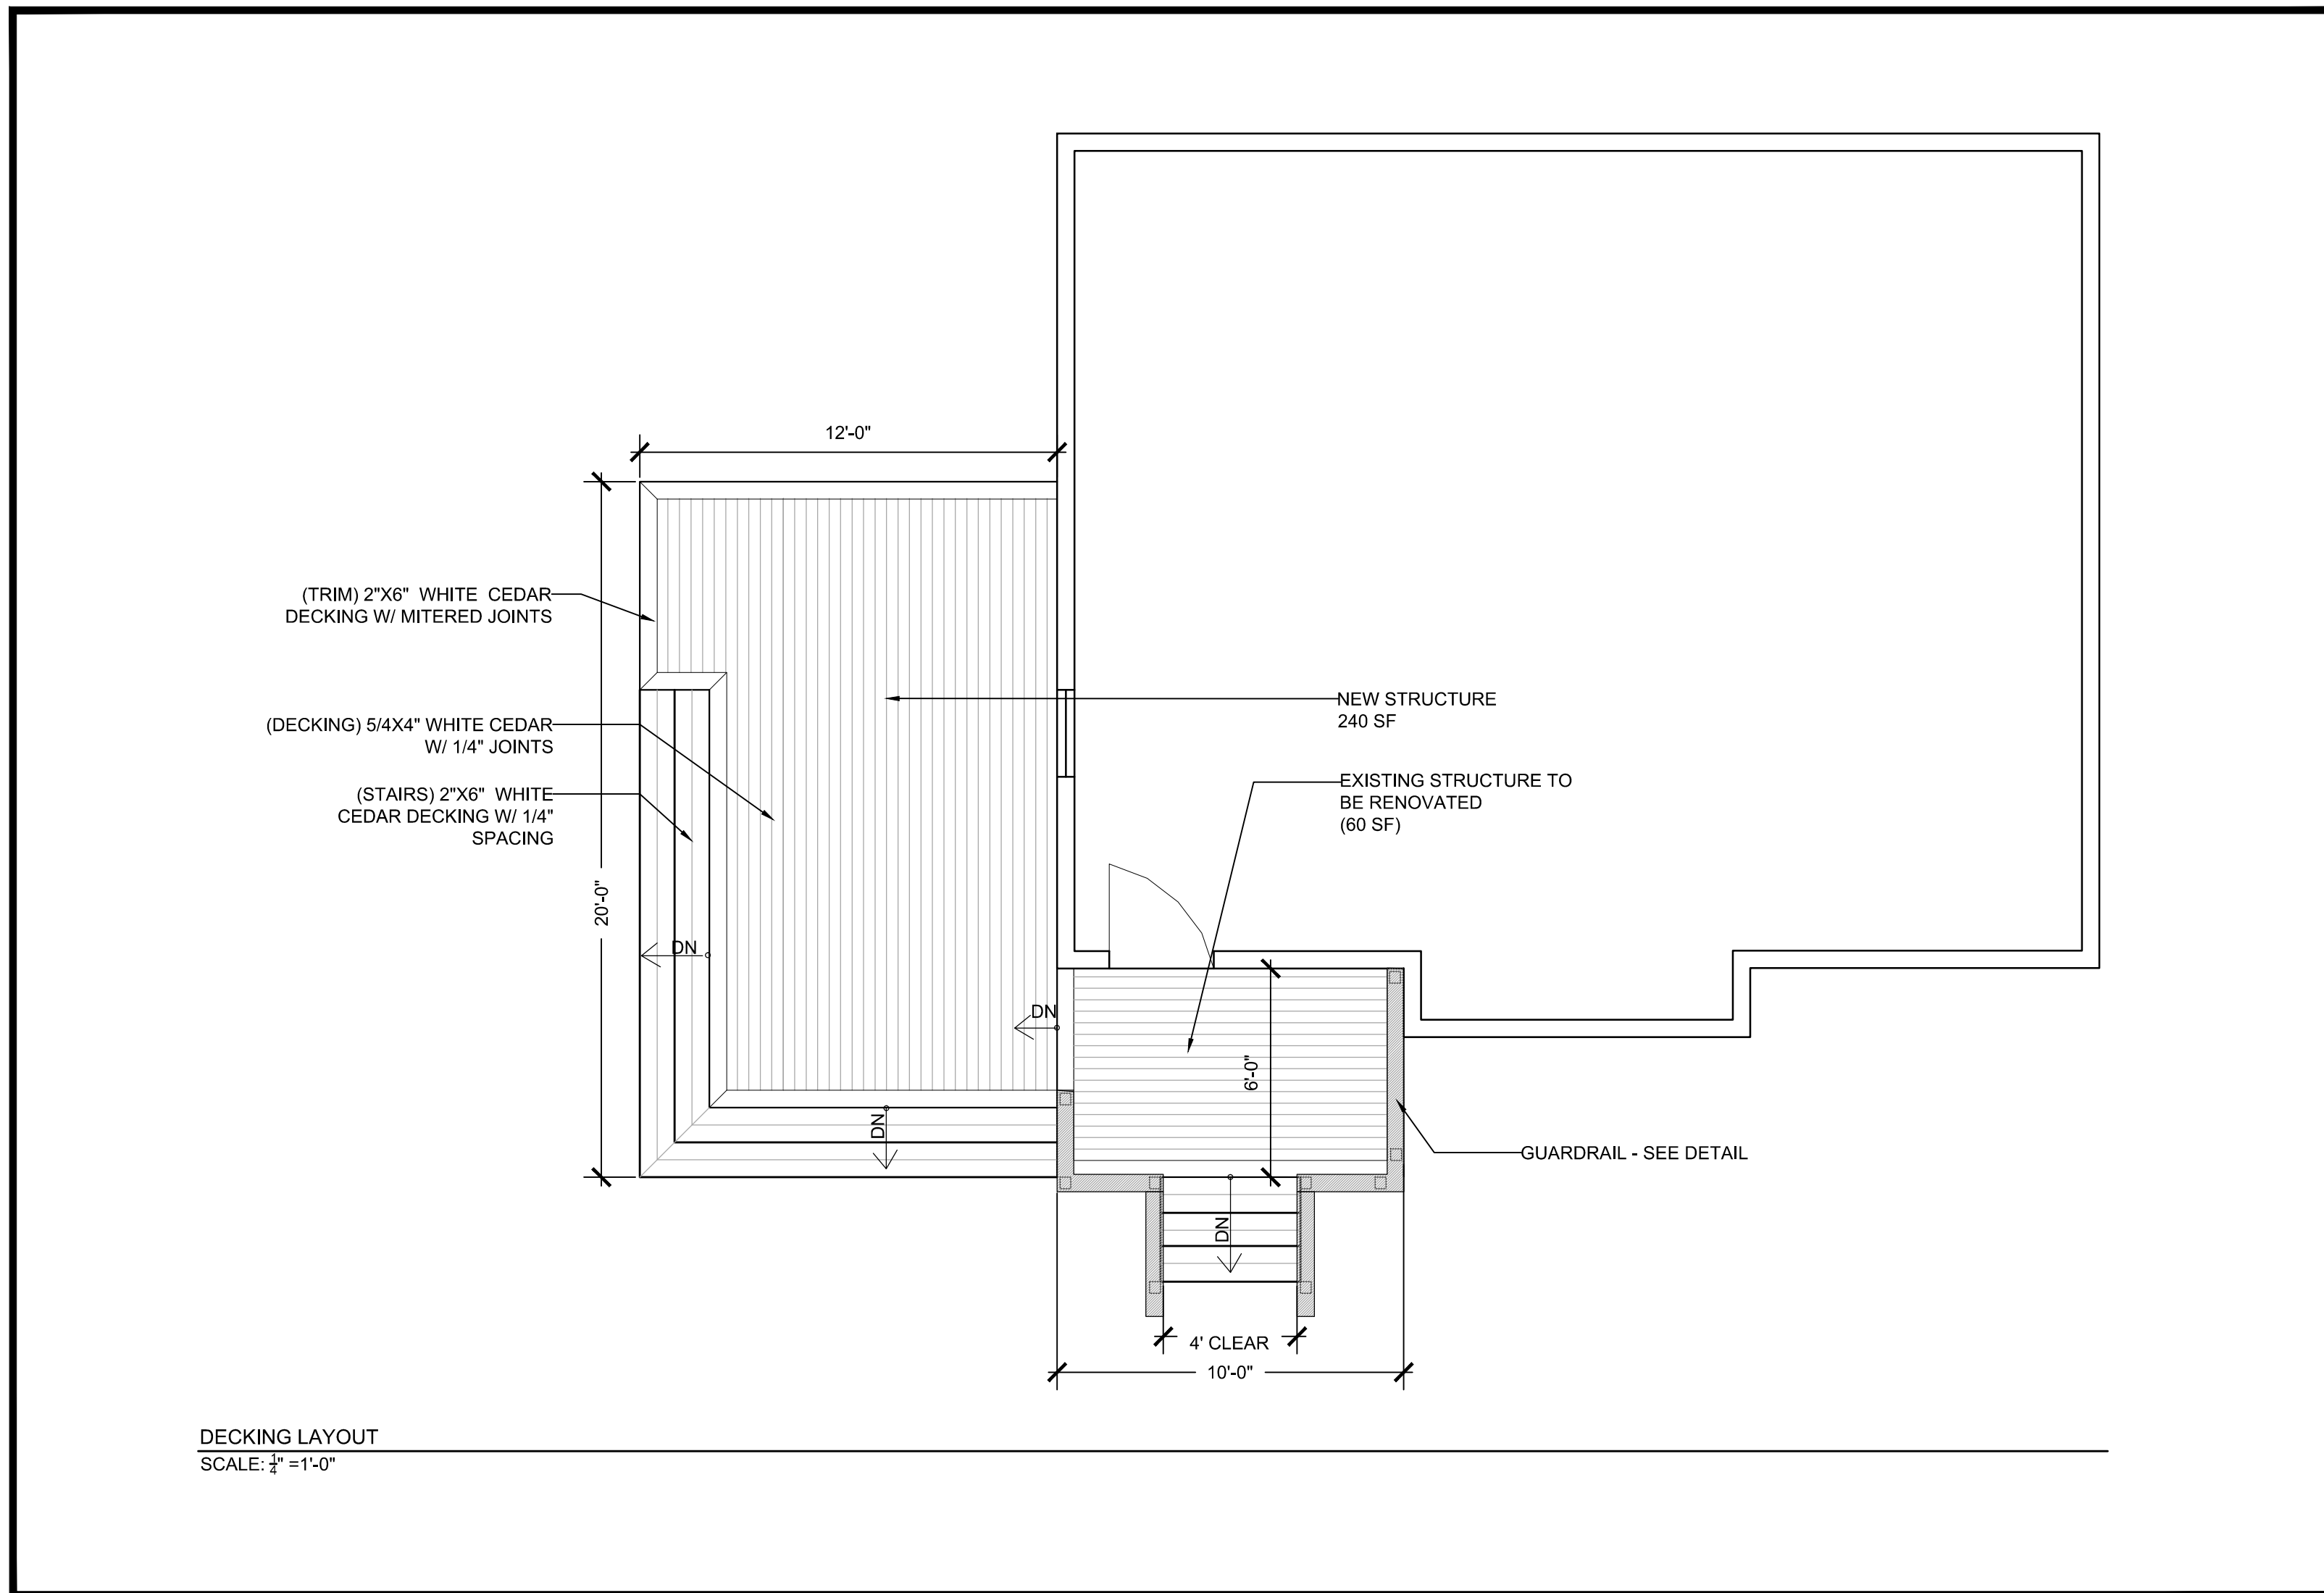 12'-0"
(TRIM) 2"X6" WHITE CEDAR
DECKING W/ MITERED JOINTS
NEW STRUCTURE
240 SF
(DECKING) 5/4X4" WHITE CEDAR
W/ 1/4" JOINTS
EXISTING STRUCTURE TO
BE RENOVATED
(60 SF)
(STAIRS) 2"X6" WHITE
CEDAR DECKING W/ 1/4"
SPACING
20'-0"
DN
DN
6'-0"
DN
GUARDRAIL - SEE DETAIL
DN
4' CLEAR
10'-0"
DECKING LAYOUT
SCALE: 1/4" =1'-0"